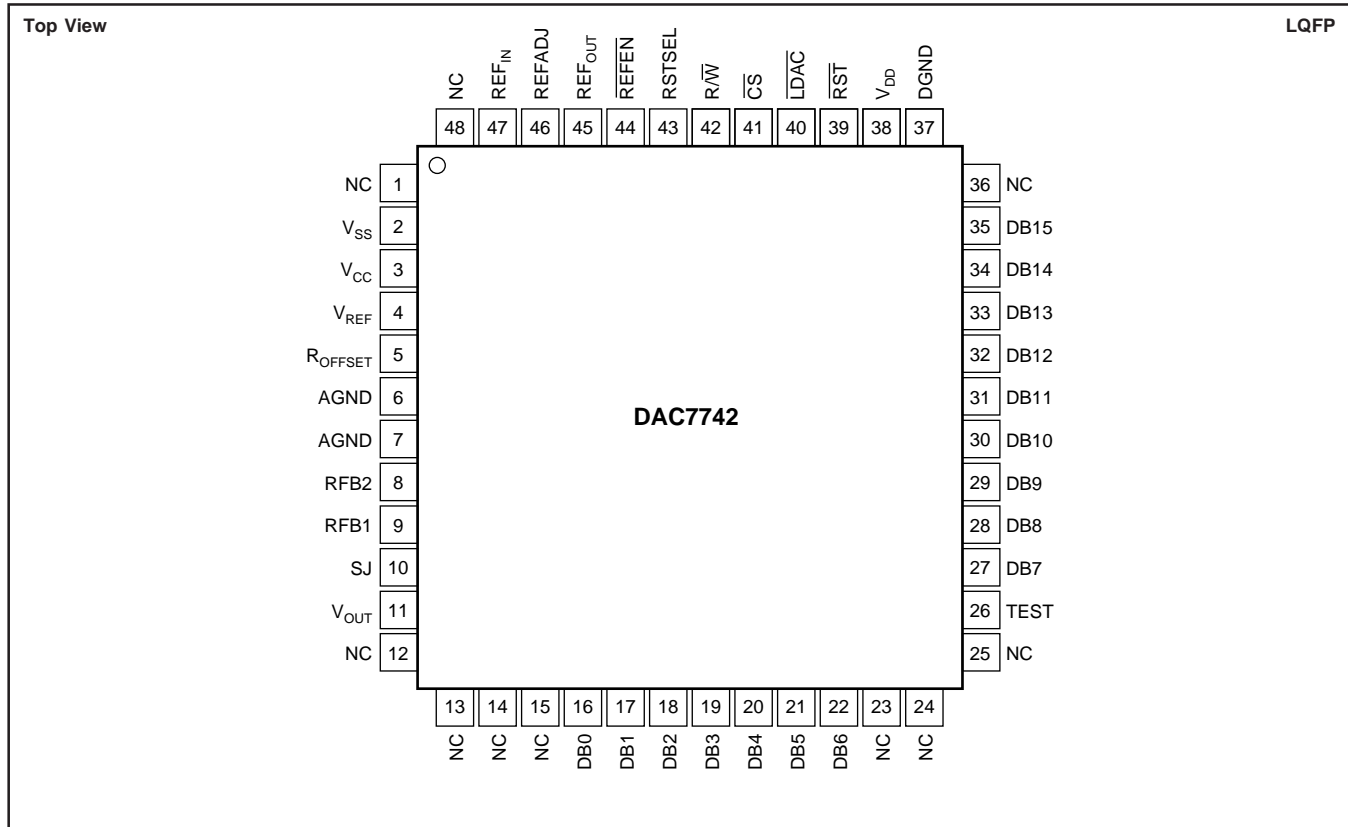 Top View
LQFP
NC
REF_IN
REFADJ
REF_OUT
R̅E̅F̅E̅N̅
RSTSEL
R/W̅
C̅S̅
L̅D̅A̅C̅
R̅S̅T̅
V_DD
DGND
48 47 46 45 44 43 42 41 40 39 38 37
NC 1
V_SS 2
V_CC 3
V_REF 4
R_OFFSET 5
AGND 6
AGND 7
RFB2 8
RFB1 9
SJ 10
V_OUT 11
NC 12
DAC7742
36 NC
35 DB15
34 DB14
33 DB13
32 DB12
31 DB11
30 DB10
29 DB9
28 DB8
27 DB7
26 TEST
25 NC
13 14 15 16 17 18 19 20 21 22 23 24
NC
NC
NC
DB0
DB1
DB2
DB3
DB4
DB5
DB6
NC
NC